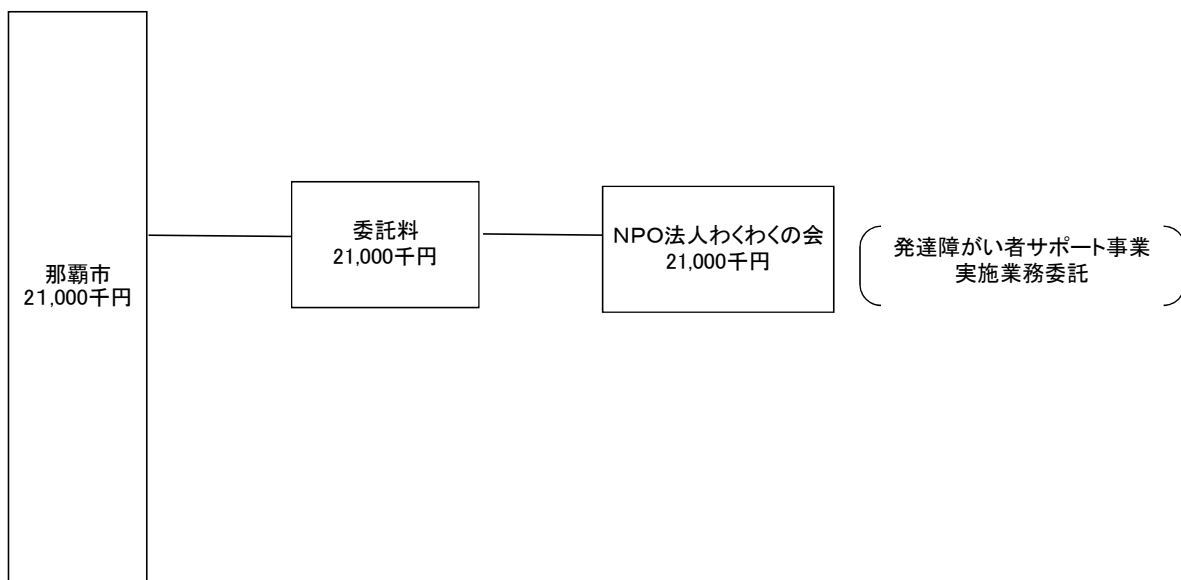 那覇市
21,000千円
委託料
21,000千円
NPO法人わくわくの会
21,000千円
発達障がい者サポート事業
実施業務委託